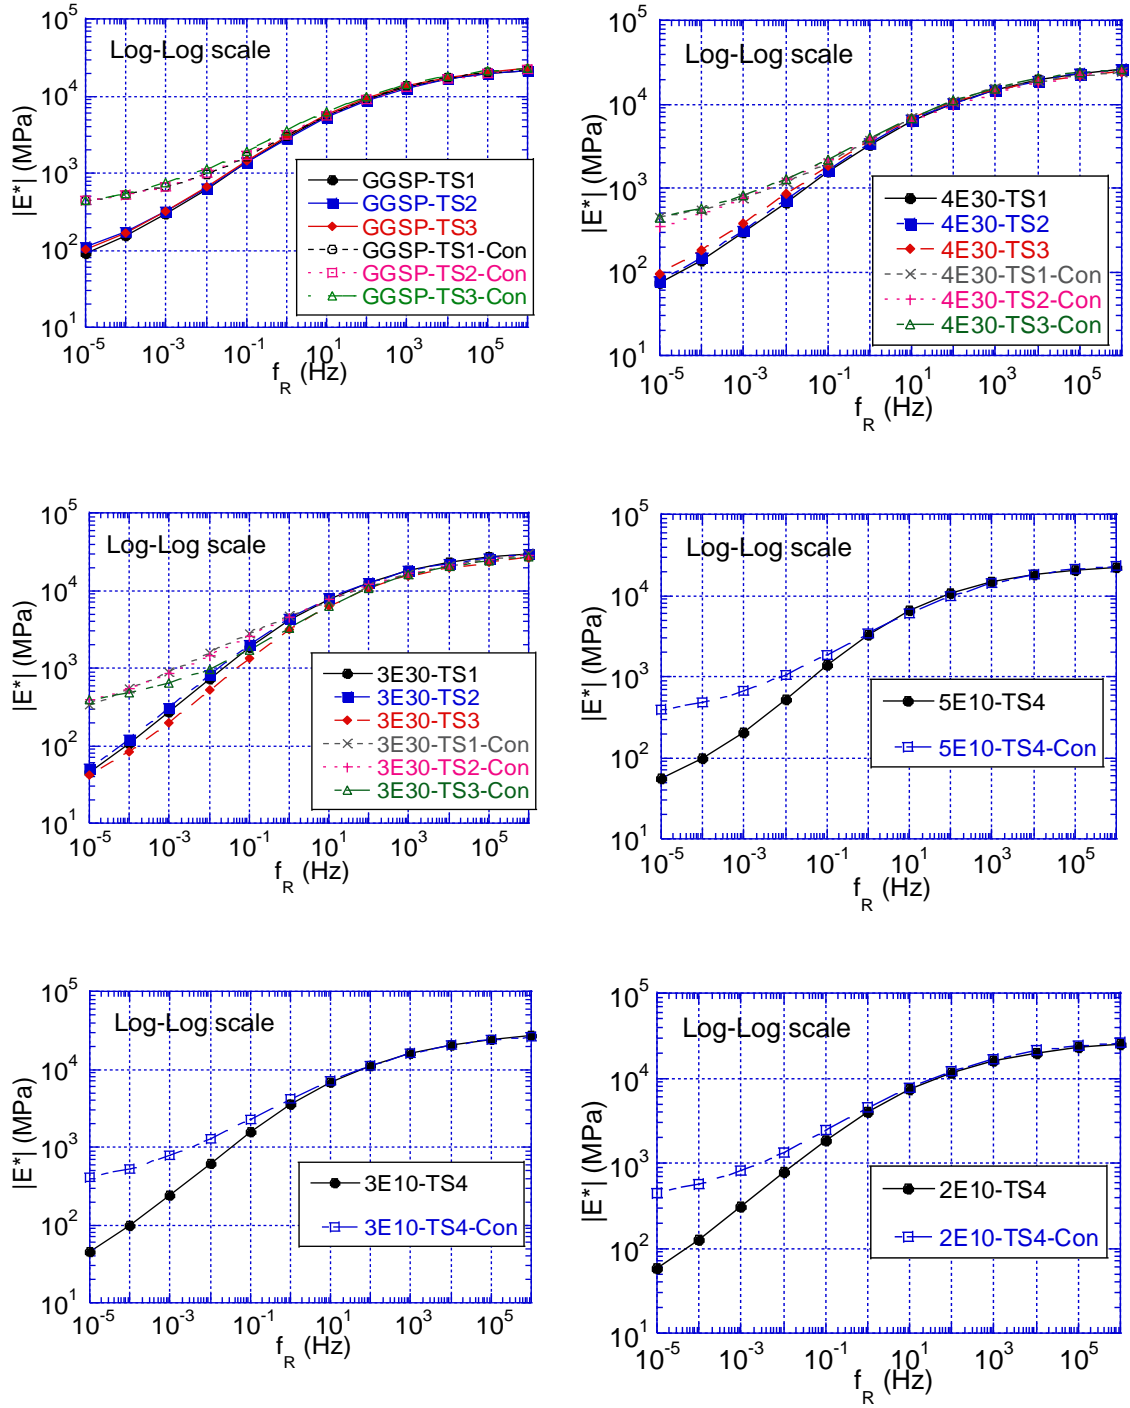 10^5
Log-Log scale
10^4
|E*| (MPa)
10^3
10^2
10^1
GGSP-TS1
GGSP-TS2
GGSP-TS3
GGSP-TS1-Con
GGSP-TS2-Con
GGSP-TS3-Con
10^-5 10^-3 10^-1 10^1 10^3 10^5
f_R (Hz)
10^5
Log-Log scale
10^4
|E*| (MPa)
10^3
10^2
10^1
4E30-TS1
4E30-TS2
4E30-TS3
4E30-TS1-Con
4E30-TS2-Con
4E30-TS3-Con
10^-5 10^-3 10^-1 10^1 10^3 10^5
f_R (Hz)
10^5
Log-Log scale
10^4
|E*| (MPa)
10^3
10^2
10^1
3E30-TS1
3E30-TS2
3E30-TS3
3E30-TS1-Con
3E30-TS2-Con
3E30-TS3-Con
10^-5 10^-3 10^-1 10^1 10^3 10^5
f_R (Hz)
10^5
Log-Log scale
10^4
|E*| (MPa)
10^3
10^2
10^1
5E10-TS4
5E10-TS4-Con
10^-5 10^-3 10^-1 10^1 10^3 10^5
f_R (Hz)
10^5
Log-Log scale
10^4
|E*| (MPa)
10^3
10^2
10^1
3E10-TS4
3E10-TS4-Con
10^-5 10^-3 10^-1 10^1 10^3 10^5
f_R (Hz)
10^5
Log-Log scale
10^4
|E*| (MPa)
10^3
10^2
10^1
2E10-TS4
2E10-TS4-Con
10^-5 10^-3 10^-1 10^1 10^3 10^5
f_R (Hz)